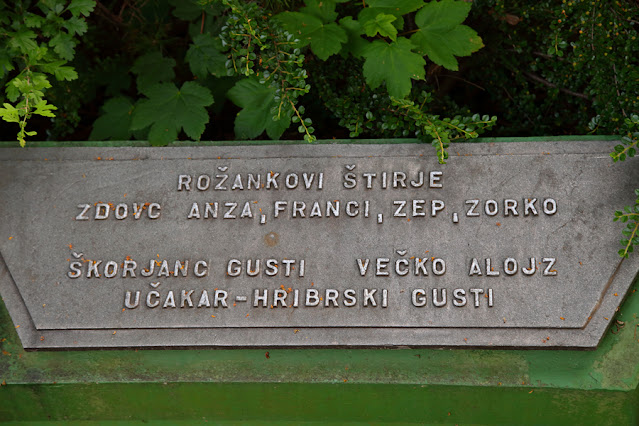 ROŽANKOVI ŠTIRJE
ZDOVC ANZA, FRANCI, ZEP, ZORKO
ŠKORJANC GUSTI VEČKO ALOJZ
UČAKAR-HRIBRSKI GUSTI